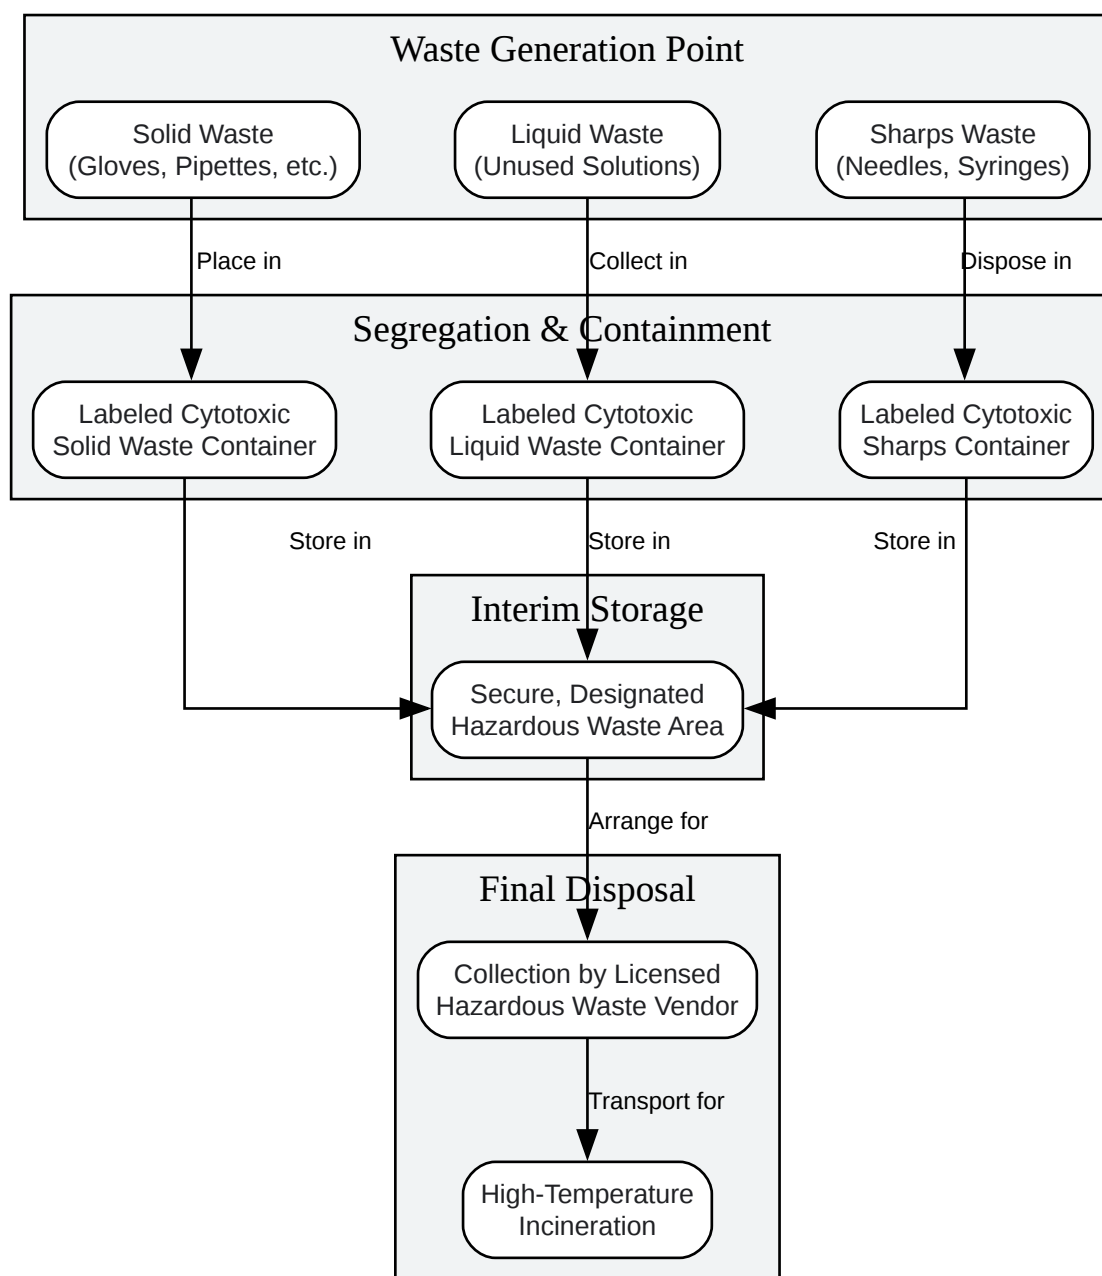 Waste Generation Point
Solid Waste
(Gloves, Pipettes, etc.)
Liquid Waste
(Unused Solutions)
Sharps Waste
(Needles, Syringes)
Place in
Collect in
Dispose in
Segregation & Containment
Labeled Cytotoxic
Solid Waste Container
Labeled Cytotoxic
Liquid Waste Container
Labeled Cytotoxic
Sharps Container
Store in
Store in
Store in
Interim Storage
Secure, Designated
Hazardous Waste Area
Arrange for
Final Disposal
Collection by Licensed
Hazardous Waste Vendor
Transport for
High-Temperature
Incineration